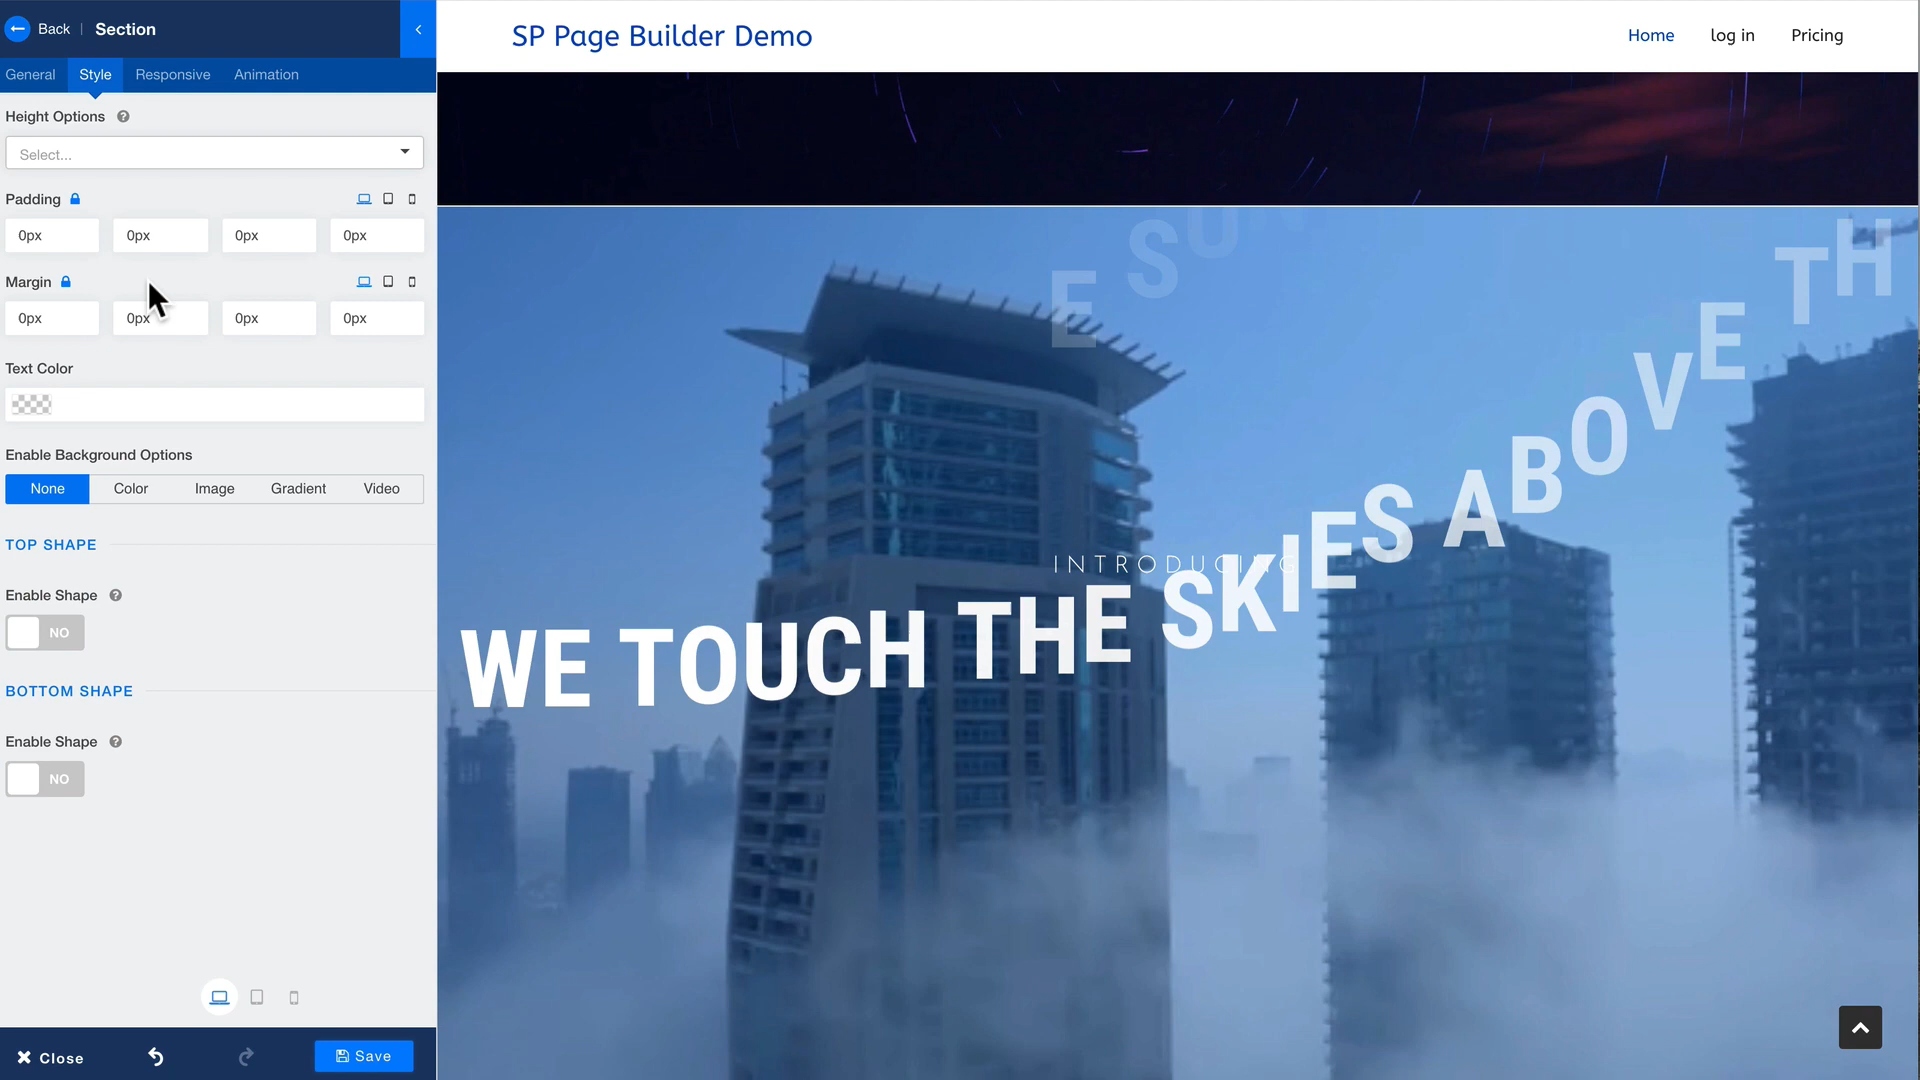 Back | Section
SP Page Builder Demo
Home
log in
Pricing
General
Style
Responsive
Animation
Height Options
Select...
Padding
0px
0px
0px
0px
Margin
0px
0px
0px
0px
Text Color
Enable Background Options
None
Color
Image
Gradient
Video
TOP SHAPE
Enable Shape
NO
BOTTOM SHAPE
Enable Shape
NO
Close
Save
E SU
INTRODUCING
WE TOUCH THE SKIES ABOVE TH